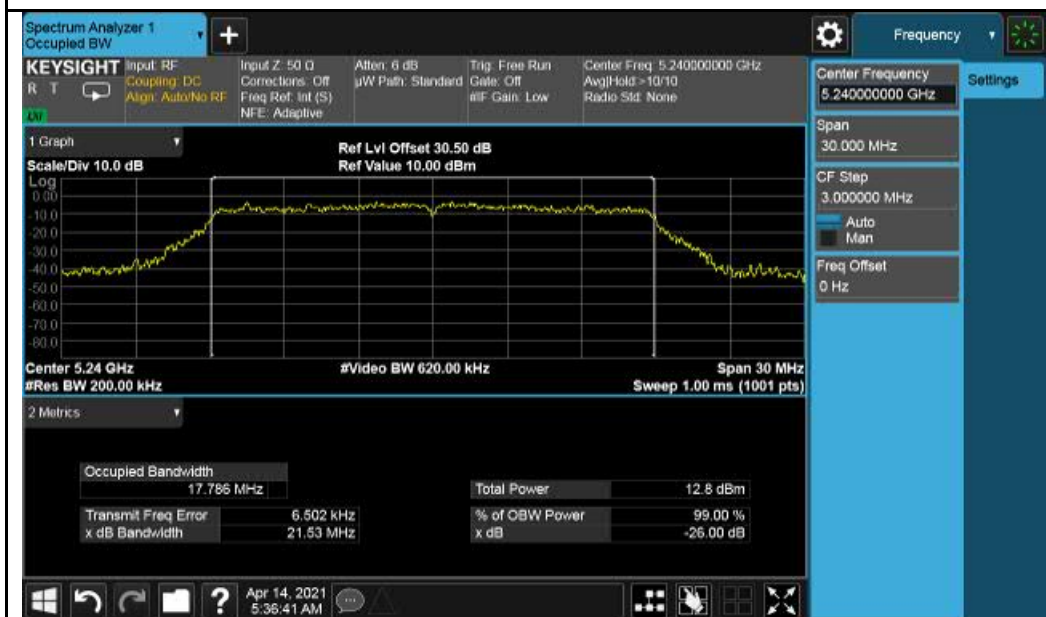 Spectrum Analyzer 1
Occupied BW
+
Frequency
KEYSIGHT
R T
Input: RF
Coupling: DC
Align: Auto/No RF
Input Z: 50 Ω
Corrections: Off
Freq Ref: Int (S)
NFE: Adaptive
Atten: 6 dB
µW Path: Standard
Trig: Free Run
Gate: Off
#IF Gain: Low
Center Freq: 5.240000000 GHz
Avg|Hold:>10/10
Radio Std: None
Center Frequency
5.240000000 GHz
Settings
Span
30.000 MHz
CF Step
3.000000 MHz
Auto
Man
Freq Offset
0 Hz
1 Graph
Scale/Div 10.0 dB
Ref Lvl Offset 30.50 dB
Ref Value 10.00 dBm
Log
0.00
-10.0
-20.0
-30.0
-40.0
-50.0
-60.0
-70.0
-80.0
Center 5.24 GHz
#Video BW 620.00 kHz
Span 30 MHz
#Res BW 200.00 kHz
Sweep 1.00 ms (1001 pts)
2 Metrics
Occupied Bandwidth
17.786 MHz
Total Power 12.8 dBm
Transmit Freq Error 6.502 kHz
% of OBW Power 99.00 %
x dB Bandwidth 21.53 MHz
x dB -26.00 dB
?
Apr 14, 2021
5:36:41 AM